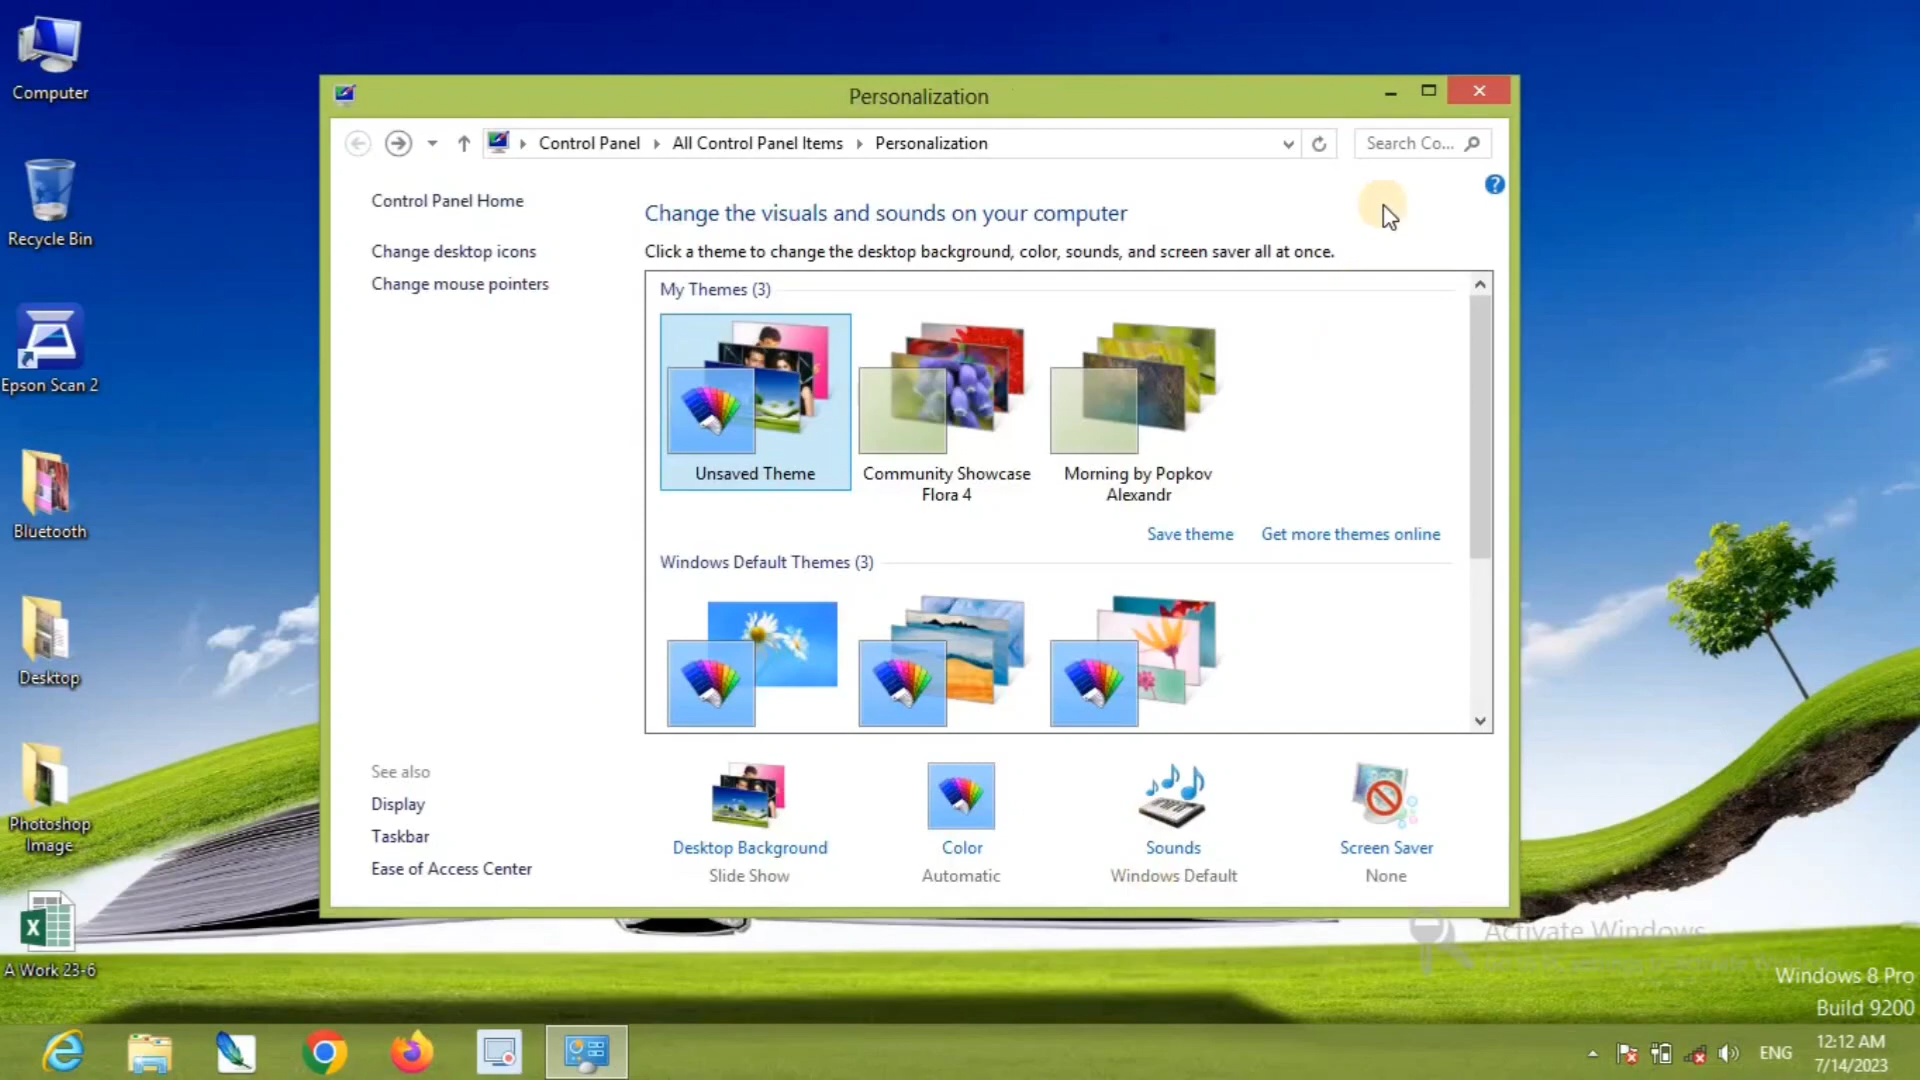 Computer
Recycle Bin
Epson Scan 2
Bluetooth
Desktop
Photoshop
Image
A Work 23-6
Personalization
Control Panel
All Control Panel Items
Personalization
Search Co...
Control Panel Home
Change desktop icons
Change mouse pointers
Change the visuals and sounds on your computer
Click a theme to change the desktop background, color, sounds, and screen saver all at once.
My Themes (3)
Unsaved Theme
Community Showcase
Flora 4
Morning by Popkov
Alexandr
Save theme
Get more themes online
Windows Default Themes (3)
See also
Display
Taskbar
Ease of Access Center
Desktop Background
Slide Show
Color
Automatic
Sounds
Windows Default
Screen Saver
None
Activate Windows
Windows 8 Pro
Build 9200
ENG
12:12 AM
7/14/2023